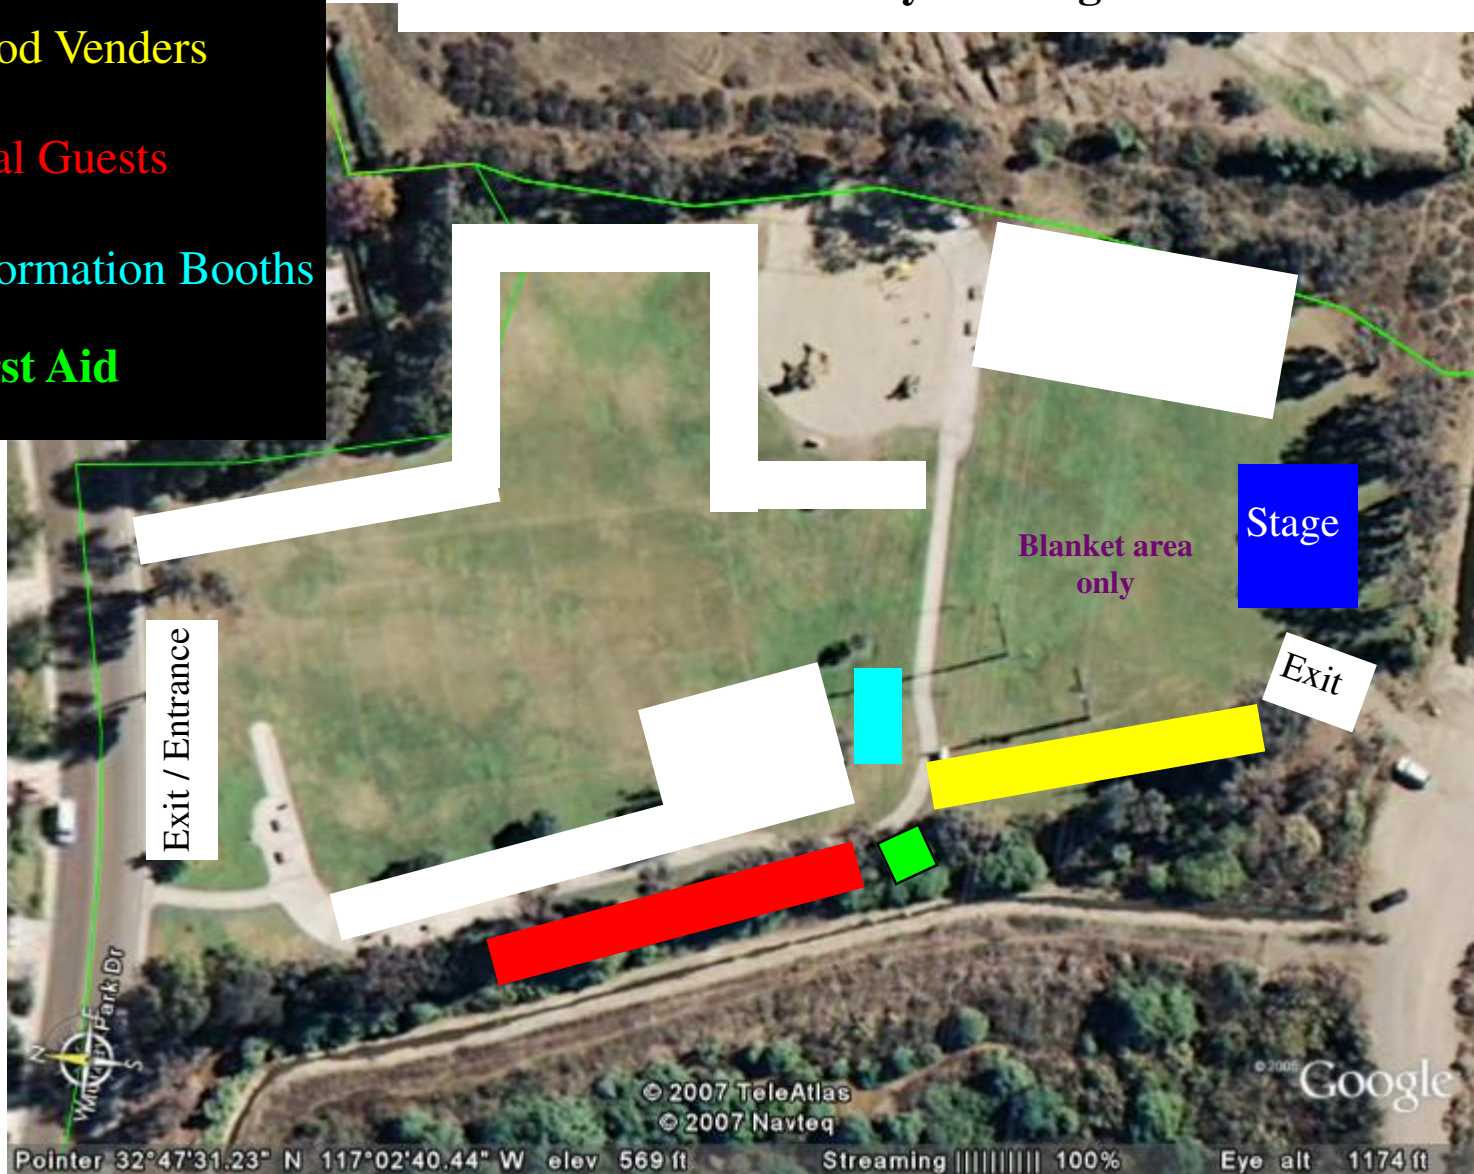 od Venders
al Guests
ormation Booths
rst Aid
Stage
Blanket area
only
Exit
Exit / Entrance
Park Dr
N
S
© 2007 TeleAtlas
© 2007 Navteq
©2005 Google
Pointer 32°47'31.23" N 117°02'40.44" W elev 569 ft Streaming |||||||||| 100% Eye alt 1174 ft